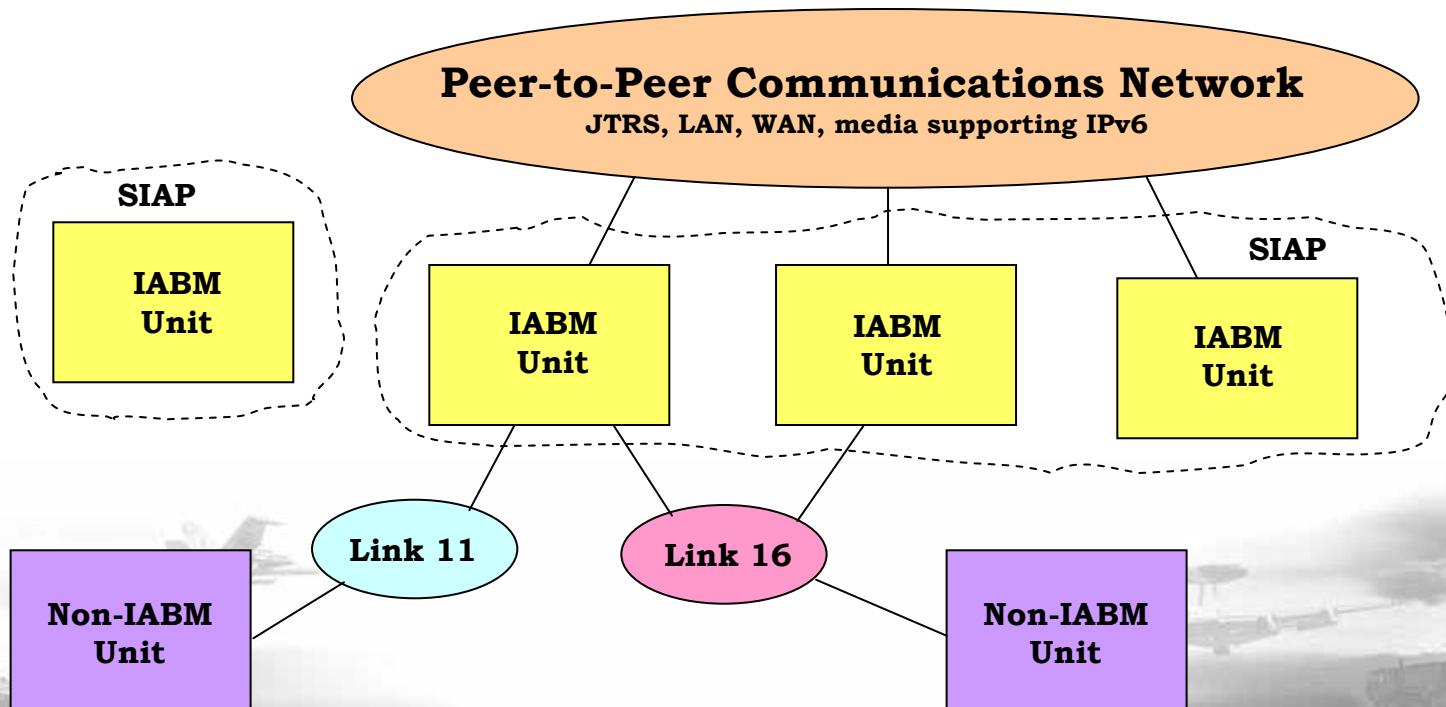 Peer-to-Peer Communications Network
JTRS, LAN, WAN, media supporting IPv6
SIAP
IABM
Unit
SIAP
IABM
Unit
IABM
Unit
IABM
Unit
Link 11
Link 16
Non-IABM
Unit
Non-IABM
Unit